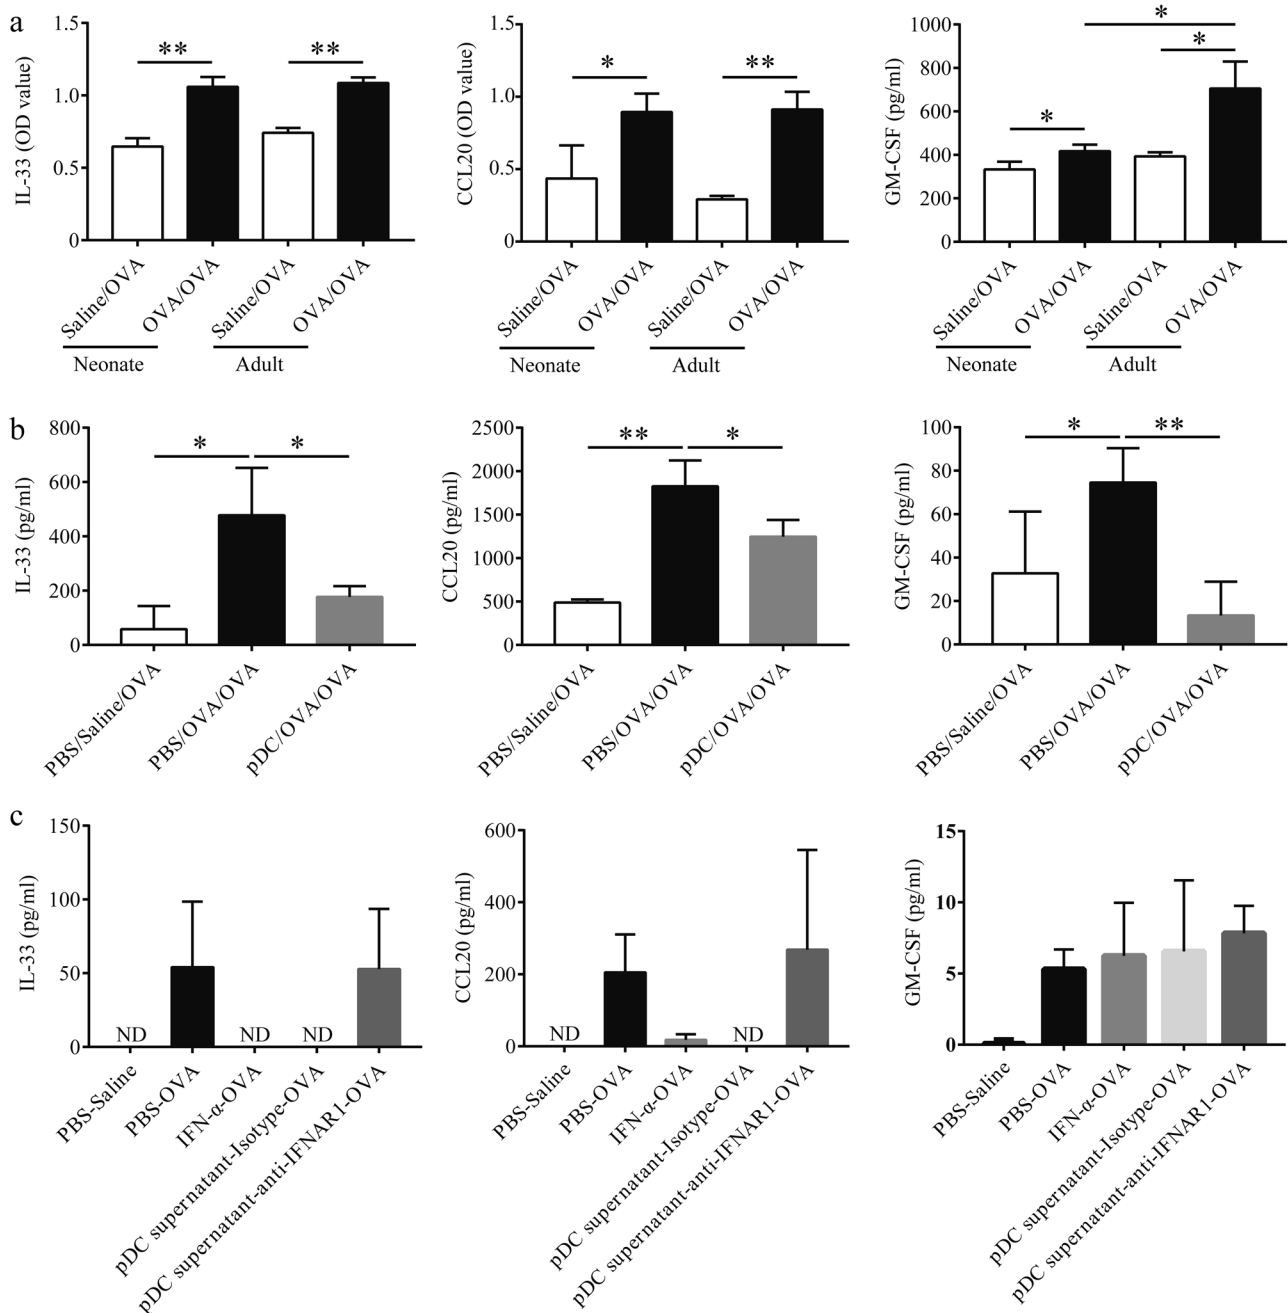 a
IL-33 (OD value)
1.5
1.0
0.5
0
** **
Saline/OVA
OVA/OVA
Saline/OVA
OVA/OVA
Neonate Adult
CCL20 (OD value)
1.5
1.0
0.5
0
* **
Saline/OVA
OVA/OVA
Saline/OVA
OVA/OVA
Neonate Adult
GM-CSF (pg/ml)
1000
800
600
400
200
0
*
*
*
Saline/OVA
OVA/OVA
Saline/OVA
OVA/OVA
Neonate Adult
b
IL-33 (pg/ml)
800
600
400
200
0
* *
PBS/Saline/OVA
PBS/OVA/OVA
pDC/OVA/OVA
CCL20 (pg/ml)
2500
2000
1500
1000
500
0
** *
PBS/Saline/OVA
PBS/OVA/OVA
pDC/OVA/OVA
GM-CSF (pg/ml)
100
80
60
40
20
0
* **
PBS/Saline/OVA
PBS/OVA/OVA
pDC/OVA/OVA
c
IL-33 (pg/ml)
150
100
50
0
ND ND ND
PBS-Saline
PBS-OVA
IFN-α-OVA
pDC supernatant-Isotype-OVA
pDC supernatant-anti-IFNAR1-OVA
CCL20 (pg/ml)
600
400
200
0
ND ND
PBS-Saline
PBS-OVA
IFN-α-OVA
pDC supernatant-Isotype-OVA
pDC supernatant-anti-IFNAR1-OVA
GM-CSF (pg/ml)
15
10
5
0
PBS-Saline
PBS-OVA
IFN-α-OVA
pDC supernatant-Isotype-OVA
pDC supernatant-anti-IFNAR1-OVA